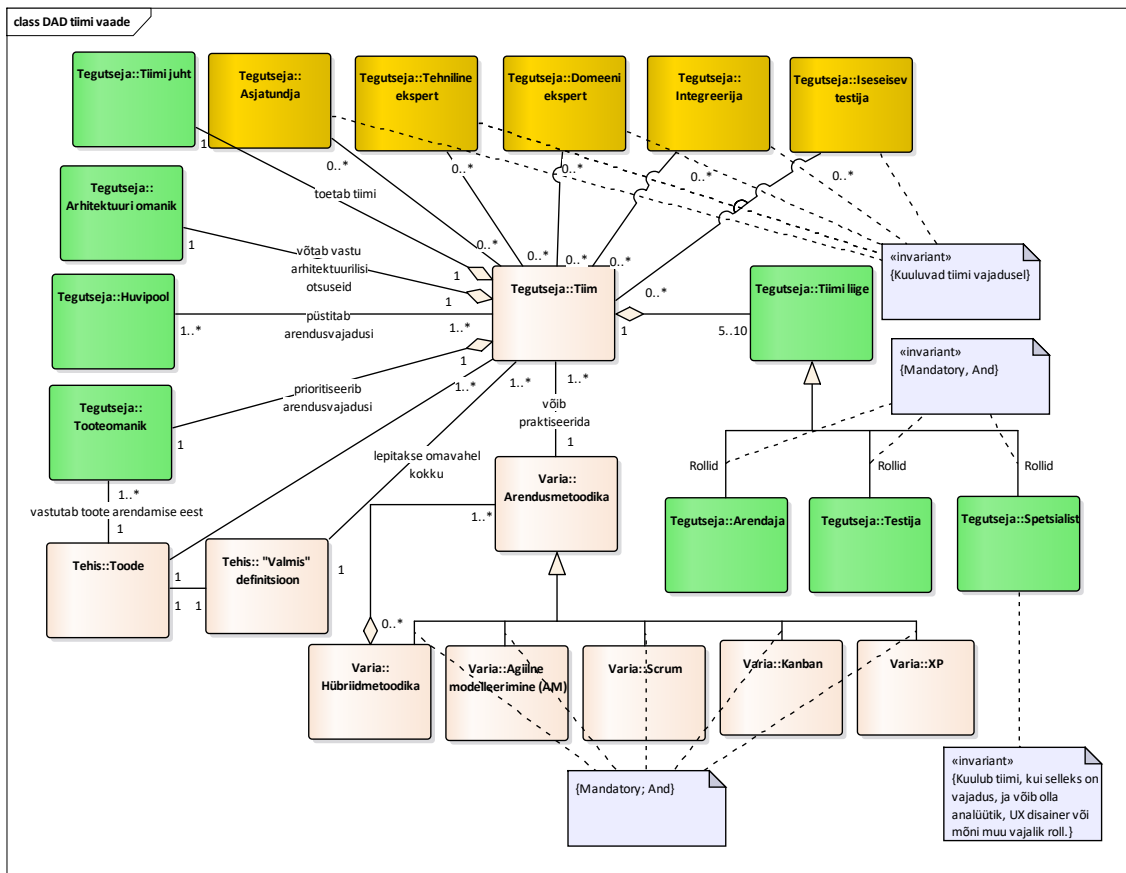 class DAD tiimi vaade
Tegutseja::Tiimi juht
Tegutseja::
Asjatundja
Tegutseja::Tehniline
ekspert
Tegutseja::Domeeni
ekspert
Tegutseja::
Integreerija
Tegutseja::Iseseisev
testija
1
0..*
0..*
0..*
0..*
0..*
toetab tiimi
Tegutseja::
Arhitektuuri omanik
1
võtab vastu
arhitektuurilisi
otsuseid
0..*
0..*
0..*
0..*
0..*
1
1
«invariant»
{Kuuluvad tiimi vajadusel}
Tegutseja::Huvipool
1..*
püstitab
arendusvajadusi
1..*
Tegutseja::Tiim
1
5..10
Tegutseja::Tiimi liige
«invariant»
{Mandatory, And}
Tegutseja::
Tooteomanik
1
prioritiseerib
arendusvajadusi
1
1..*
1..*
1..*
võib
praktiseerida
1
lepitakse omavahel
kokku
1
1..*
vastutab toote arendamise eest
1
Varia::
Arendusmetoodika
1..*
Rollid
Rollid
Rollid
Tegutseja::Arendaja
Tegutseja::Testija
Tegutseja::Spetsialist
Tehis::Toode
1
1
1
Tehis:: "Valmis"
definitsioon
0..*
Varia::
Hübriidmetoodika
Varia::Agiilne
modelleerimine (AM)
Varia::Scrum
Varia::Kanban
Varia::XP
{Mandatory; And}
«invariant»
{Kuulub tiimi, kui selleks on
vajadus, ja võib olla
analüütik, UX disainer või
mõni muu vajalik roll.}